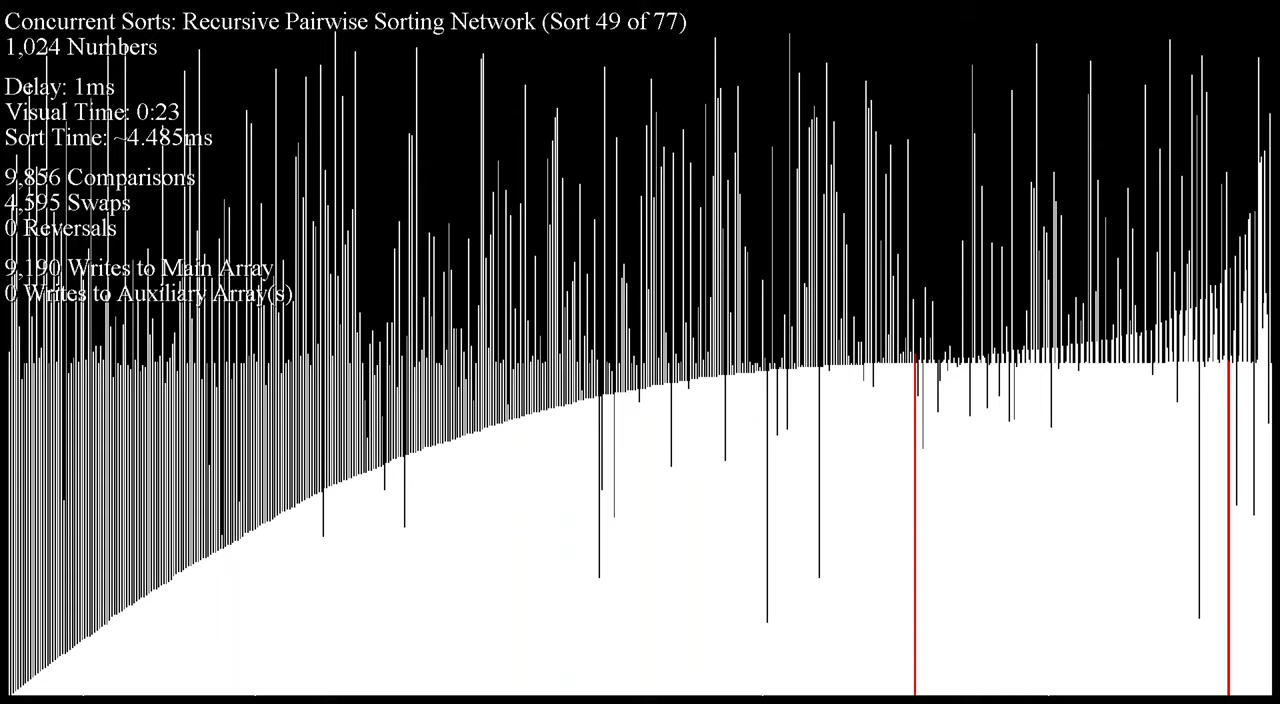 Concurrent Sorts: Recursive Pairwise Sorting Network (Sort 49 of 77)
1,024 Numbers
Delay: 1ms
Visual Time: 0:23
Sort Time: ~4.485ms
9,856 Comparisons
4,595 Swaps
0 Reversals
9,190 Writes to Main Array
0 Writes to Auxiliary Array(s)